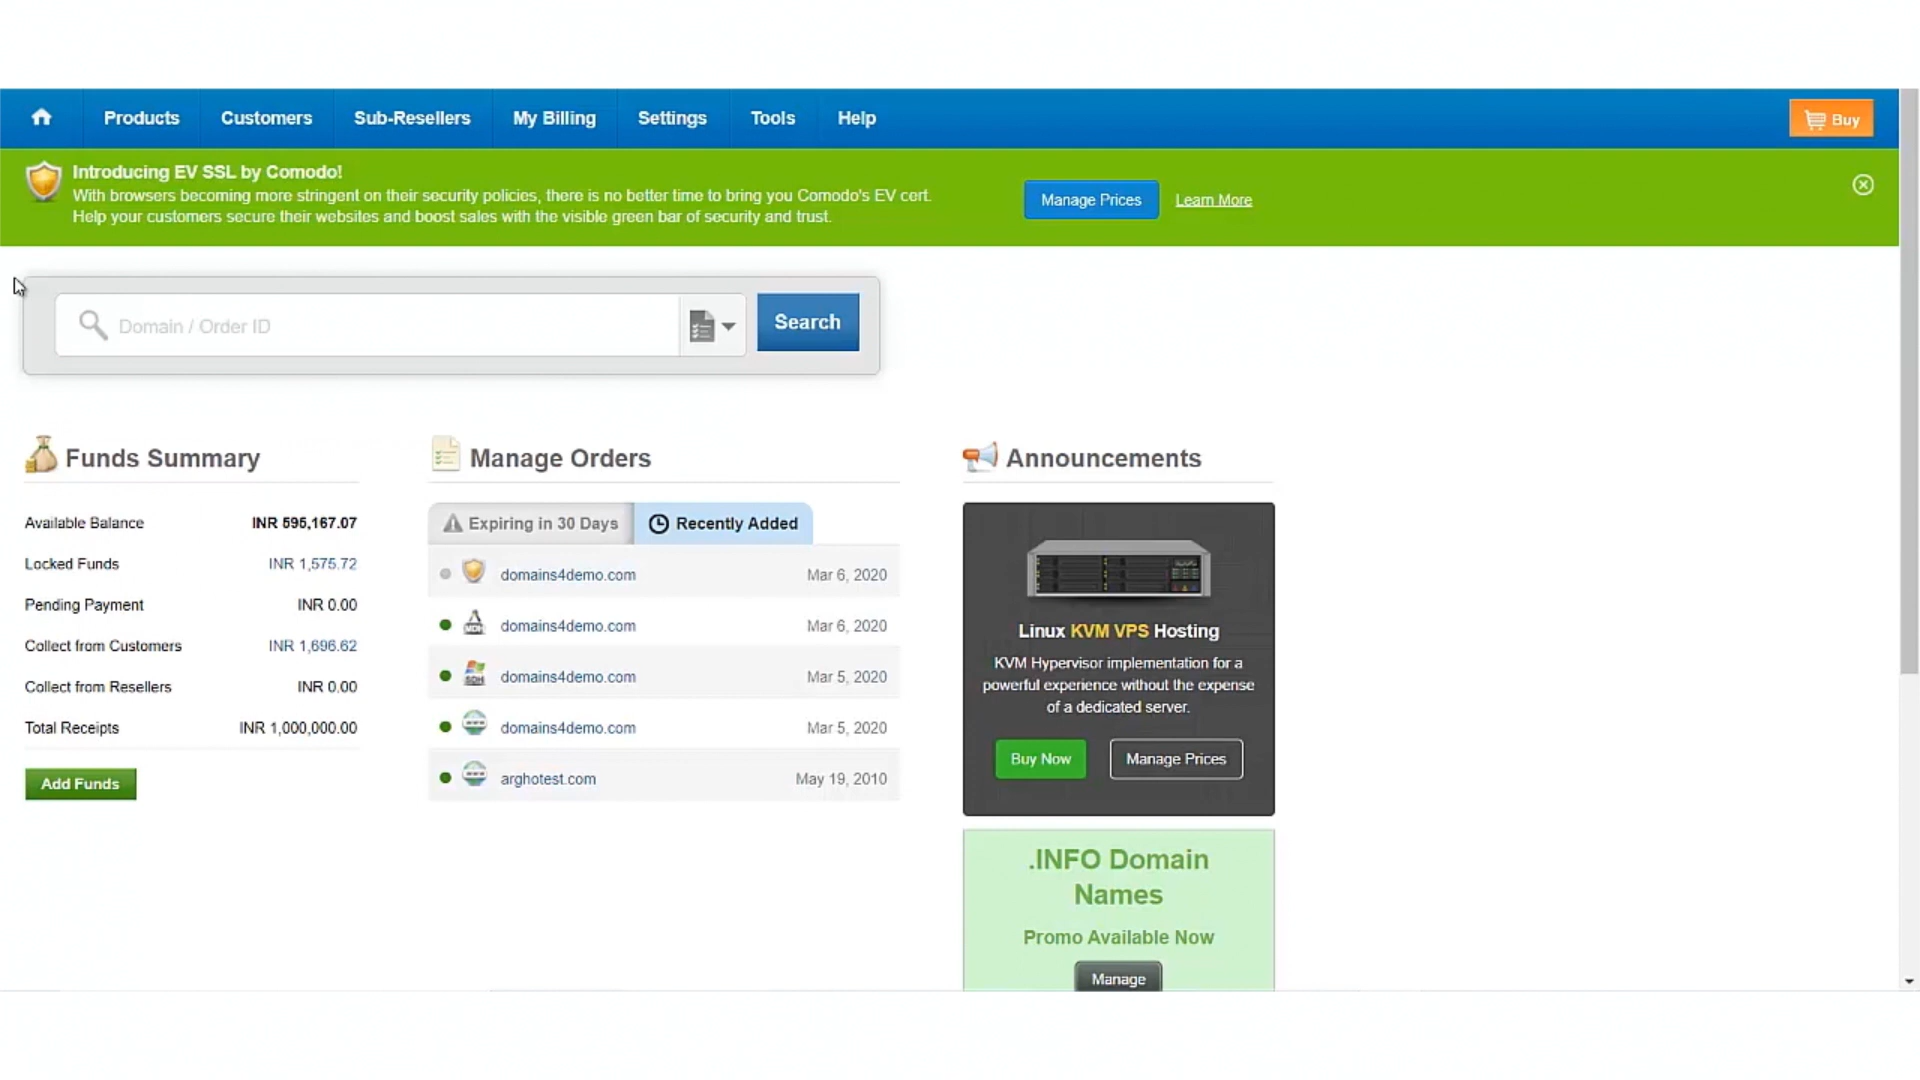 Products Customers Sub-Resellers My Billing Settings Tools Help Buy
Introducing EV SSL by Comodo!
With browsers becoming more stringent on their security policies, there is no better time to bring you Comodo's EV cert.
Help your customers secure their websites and boost sales with the visible green bar of security and trust.
Manage Prices Learn More
Domain / Order ID Search
Funds Summary
Available Balance INR 595,167.07
Locked Funds INR 1,575.72
Pending Payment INR 0.00
Collect from Customers INR 1,696.62
Collect from Resellers INR 0.00
Total Receipts INR 1,000,000.00
Add Funds
Manage Orders
Expiring in 30 Days Recently Added
domains4demo.com Mar 6, 2020
domains4demo.com Mar 6, 2020
domains4demo.com Mar 5, 2020
domains4demo.com Mar 5, 2020
arghotest.com May 19, 2010
Announcements
Linux KVM VPS Hosting
KVM Hypervisor implementation for a
powerful experience without the expense
of a dedicated server.
Buy Now Manage Prices
.INFO Domain
Names
Promo Available Now
Manage